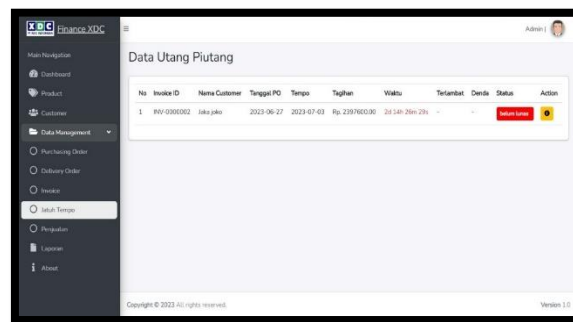 XDC Finance XDC
Admin |
Main Navigation
Dashboard
Product
Customer
Data Management
Purchasing Order
Delivery Order
Invoice
Jatuh Tempo
Penjualan
Laporan
About
Data Utang Piutang
No Invoice ID Nama Customer Tanggal PO Tempo Tagihan Waktu Terlambat Denda Status Action
1 INV-0300002 Jaka joko 2023-06-27 2023-07-03 Rp. 2397600.00 2d 14h 26m 29s - - belum lunas
Copyright © 2023 All rights reserved.
Version 1.0